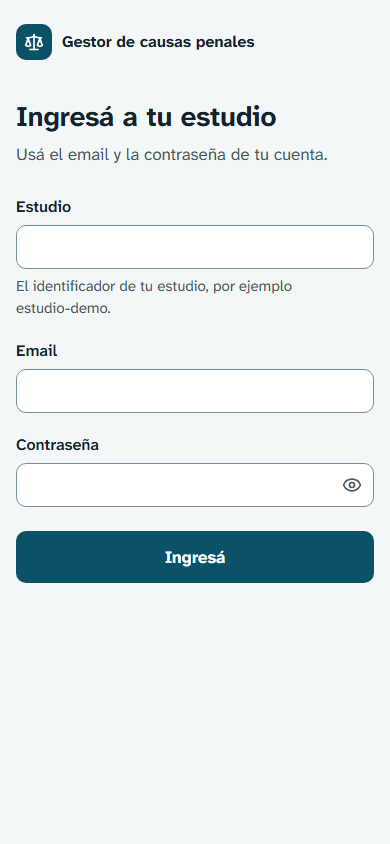 Gestor de causas penales
Ingresá a tu estudio
Usá el email y la contraseña de tu cuenta.
Estudio
El identificador de tu estudio, por ejemplo
estudio-demo.
Email
Contraseña
Ingresá